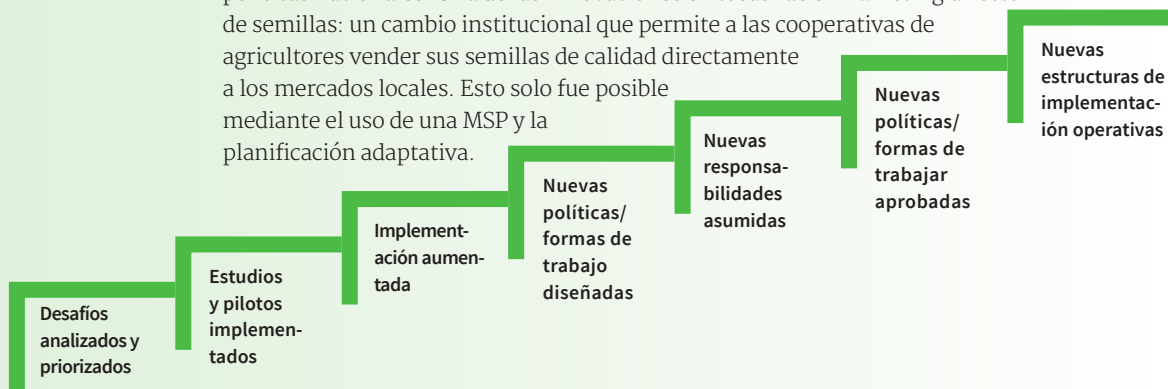 de semillas: un cambio institucional que permite a las cooperativas de
agricultores vender sus semillas de calidad directamente
a los mercados locales. Esto solo fue posible
mediante el uso de una MSP y la
planificación adaptativa.
Desafíos
analizados y
priorizados
Estudios
y pilotos
implemen-
tados
Implement-
ación aumen-
tada
Nuevas
políticas/
formas de
trabajo
diseñadas
Nuevas
responsa-
bilidades
asumidas
Nuevas
políticas/
formas de
trabajar
aprobadas
Nuevas
estructuras de
implementac-
ión operativas